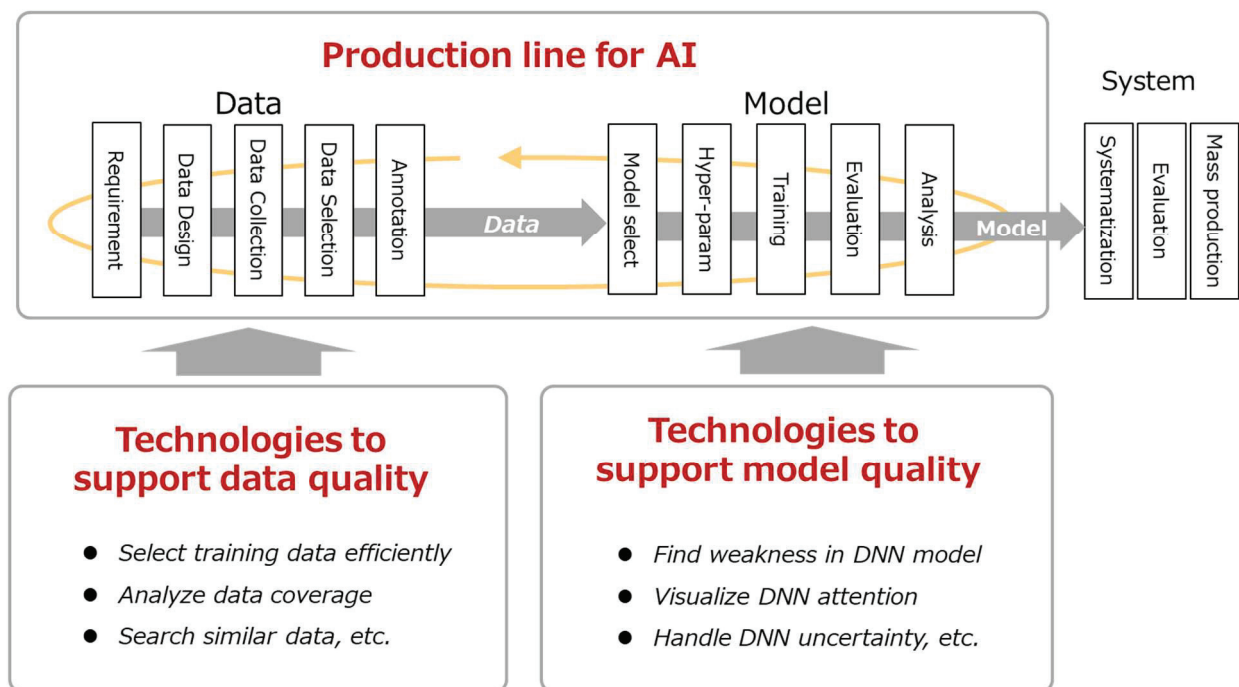 Production line for AI
Data
Model
System
Requirement
Data Design
Data Collection
Data Selection
Annotation
Data
Model select
Hyper-param
Training
Evaluation
Analysis
Model
Systematization
Evaluation
Mass production
Technologies to
support data quality
● Select training data efficiently
● Analyze data coverage
● Search similar data, etc.
Technologies to
support model quality
● Find weakness in DNN model
● Visualize DNN attention
● Handle DNN uncertainty, etc.